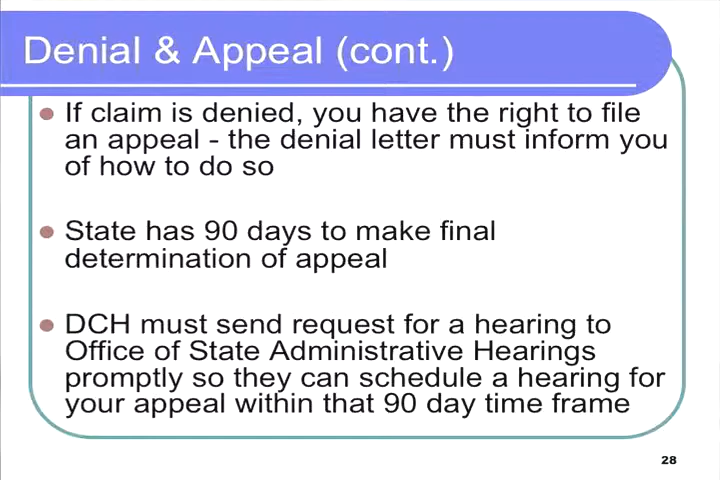 Denial & Appeal (cont.)
If claim is denied, you have the right to file
an appeal - the denial letter must inform you
of how to do so
State has 90 days to make final
determination of appeal
DCH must send request for a hearing to
Office of State Administrative Hearings
promptly so they can schedule a hearing for
your appeal within that 90 day time frame
28